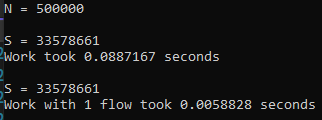 N = 500000
S = 33578661
Work took 0.0887167 seconds
S = 33578661
Work with 1 flow took 0.0058828 seconds